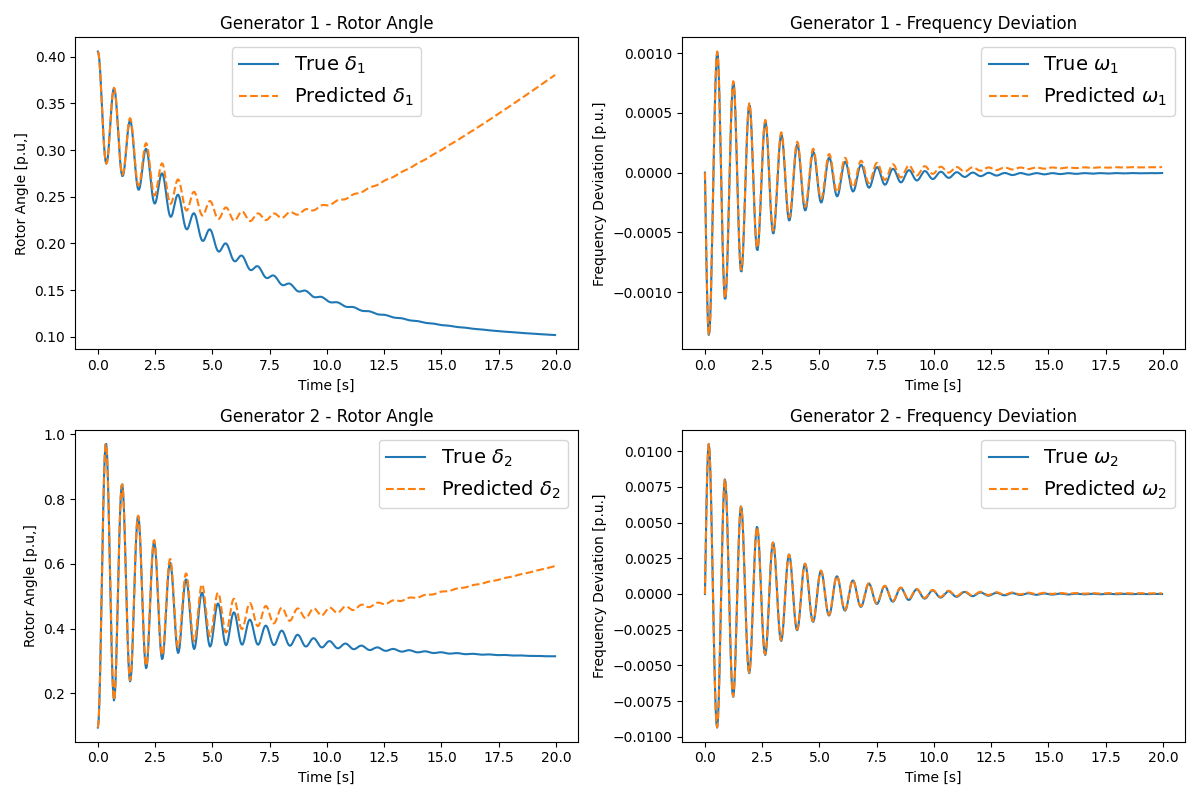 Generator 1 - Rotor Angle
Rotor Angle [p.u,]
0.40
0.35
0.30
0.25
0.20
0.15
0.10
True δ₁
Predicted δ₁
0.0 2.5 5.0 7.5 10.0 12.5 15.0 17.5 20.0
Time [s]
Generator 1 - Frequency Deviation
Frequency Deviation [p.u.]
0.0010
0.0005
0.0000
−0.0005
−0.0010
True ω₁
Predicted ω₁
0.0 2.5 5.0 7.5 10.0 12.5 15.0 17.5 20.0
Time [s]
Generator 2 - Rotor Angle
Rotor Angle [p.u,]
1.0
0.8
0.6
0.4
0.2
True δ₂
Predicted δ₂
0.0 2.5 5.0 7.5 10.0 12.5 15.0 17.5 20.0
Time [s]
Generator 2 - Frequency Deviation
Frequency Deviation [p.u.]
0.0100
0.0075
0.0050
0.0025
0.0000
−0.0025
−0.0050
−0.0075
−0.0100
True ω₂
Predicted ω₂
0.0 2.5 5.0 7.5 10.0 12.5 15.0 17.5 20.0
Time [s]